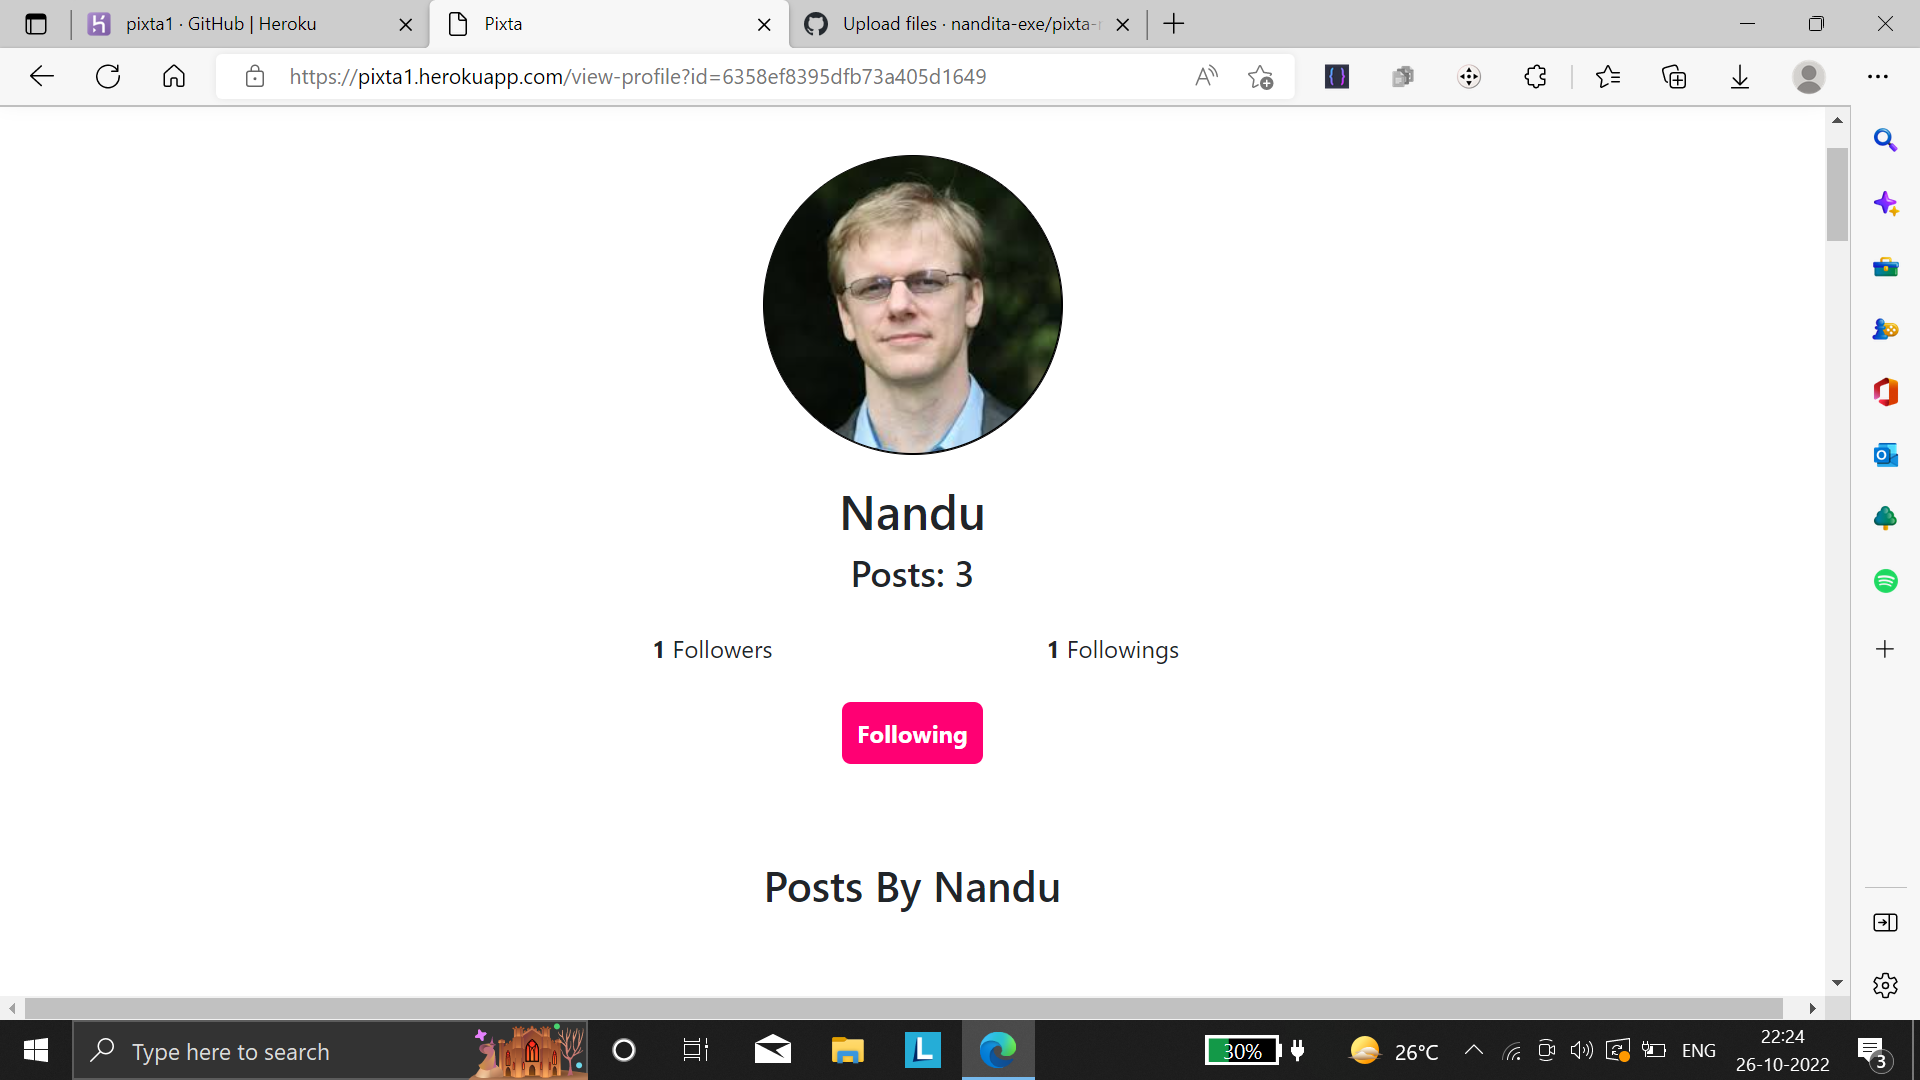 pixta1 · GitHub | Heroku
Pixta
Upload files · nandita-exe/pixta-
https://pixta1.herokuapp.com/view-profile?id=6358ef8395dfb73a405d1649
Nandu
Posts: 3
1 Followers
1 Followings
Following
Posts By Nandu
Type here to search
L
30%
26°C
ENG
22:24
26-10-2022
3